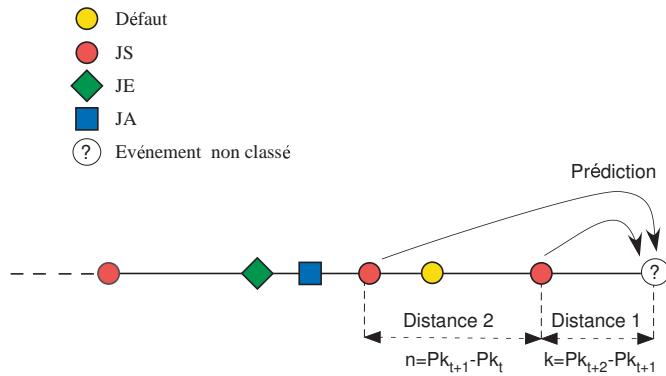 Défaut
JS
JE
JA
? Evénement non classé
Prédiction
?
Distance 2 Distance 1
n=Pk_{t+1}-Pk_t k=Pk_{t+2}-Pk_{t+1}